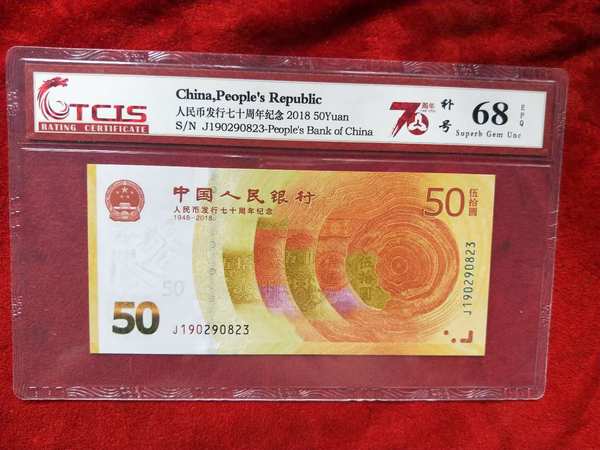 TCIS
RATING CERTIFICATE
China,People's Republic
人民币发行七十周年纪念 2018 50Yuan
S/N J190290823-People's Bank of China
70
周年
补号
68
EPQ
Superb Gem Unc
中国人民银行
人民币发行七十周年纪念
1948-2018
50
伍拾圆
50
50
J190290823
J190290823